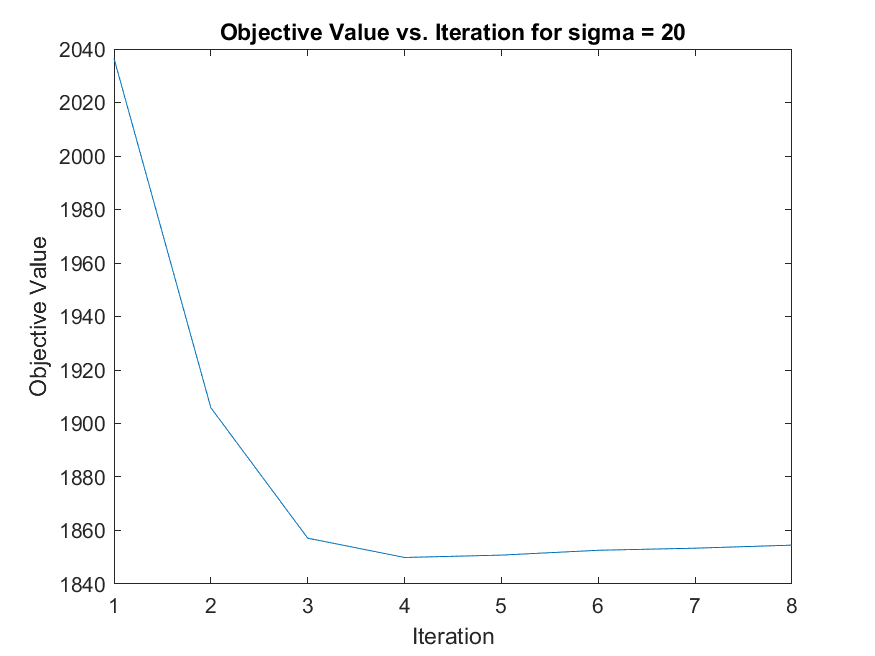 Objective Value vs. Iteration for sigma = 20
2040
2020
2000
1980
1960
1940
1920
1900
1880
1860
1840
Objective Value
1 2 3 4 5 6 7 8
Iteration